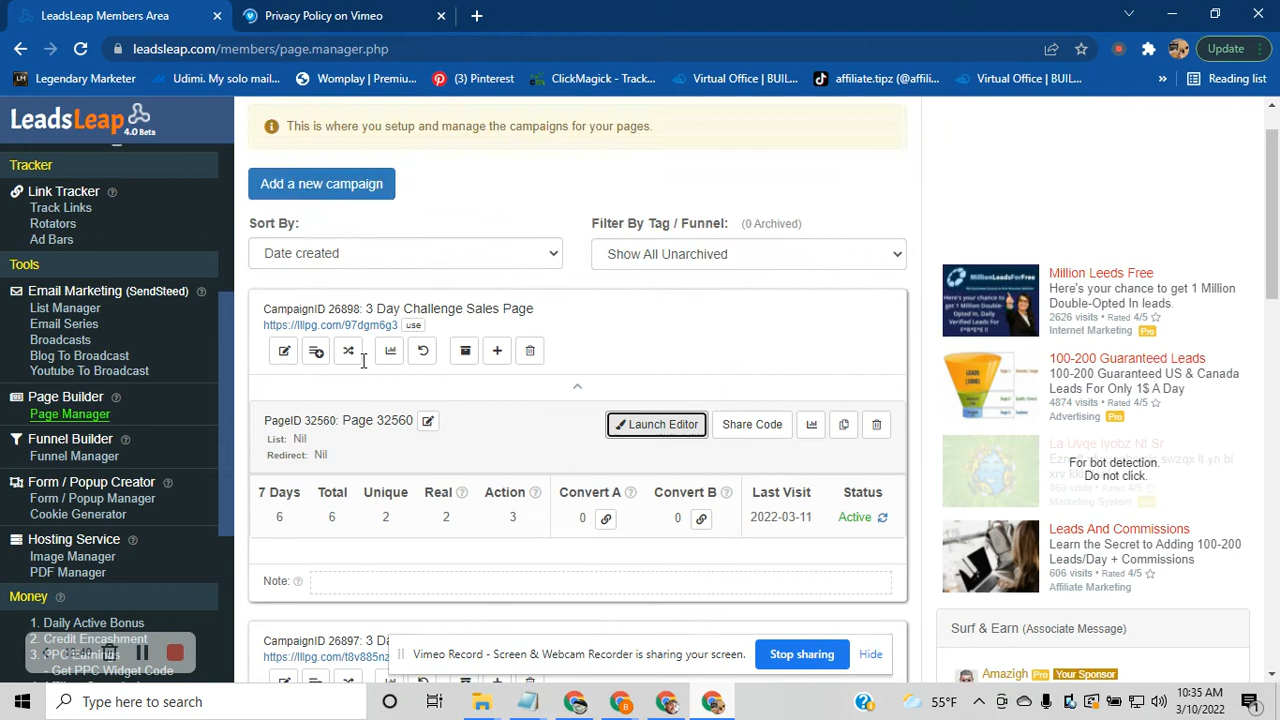 LeadsLeap Members Area
Privacy Policy on Vimeo
leadsleap.com/members/page.manager.php
Update
Legendary Marketer
Udimi. My solo mail...
Womplay | Premium...
(3) Pinterest
ClickMagick - Track...
Virtual Office | BUIL...
affiliate.tipz (@affili...
Virtual Office | BUIL...
Reading list
LeadsLeap
4.0 Beta
Tracker
Link Tracker
Track Links
Rotators
Ad Bars
Tools
Email Marketing (SendSteed)
List Manager
Email Series
Broadcasts
Blog To Broadcast
Youtube To Broadcast
Page Builder
Page Manager
Funnel Builder
Funnel Manager
Form / Popup Creator
Form / Popup Manager
Cookie Generator
Hosting Service
Image Manager
PDF Manager
Money
1. Daily Active Bonus
2. Credit Encashment
3. PPC Earnings
- Get PPC Widget Code
This is where you setup and manage the campaigns for your pages.
Add a new campaign
Sort By:
Date created
Filter By Tag / Funnel: (0 Archived)
Show All Unarchived
CampaignID 26898: 3 Day Challenge Sales Page
https://lllpg.com/97dgm6g3 use
PageID 32560: Page 32560
List: Nil
Redirect: Nil
Launch Editor
Share Code
7 Days Total Unique Real Action Convert A Convert B Last Visit Status
6 6 2 2 3 0 0 2022-03-11 Active
Note:
CampaignID 26897: 3 Da
https://lllpg.com/t8v885nz
Vimeo Record - Screen & Webcam Recorder is sharing your screen.
Stop sharing
Hide
MillionLeadsForFree
Million Leeds Free
Here's your chance to get 1 Million Double-Opted In leads.
2626 visits • Rated 4/5
Internet Marketing Pro
100-200 Guaranteed Leads
100-200 Guaranteed US & Canada Leads For Only 1$ A Day
4874 visits • Rated 4/5
Advertising Pro
For bot detection.
Do not click.
Leads And Commissions
Learn the Secret to Adding 100-200 Leads/Day + Commissions
606 visits • Rated 4/5
Affiliate Marketing
Surf & Earn (Associate Message)
Amazigh Pro Your Sponsor
Type here to search
55°F
10:35 AM
3/10/2022